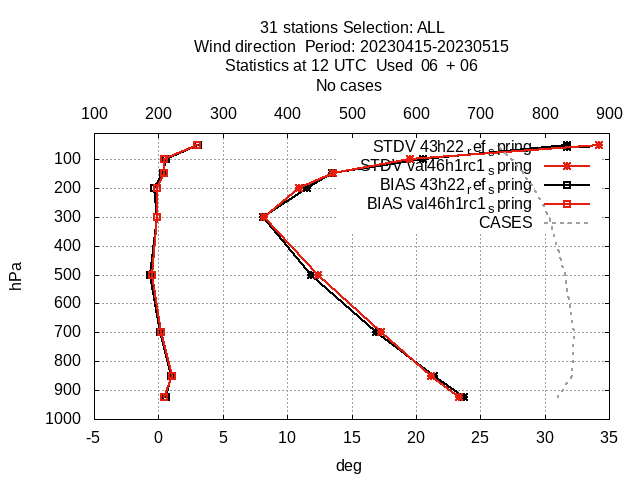 31 stations Selection: ALL
Wind direction  Period: 20230415-20230515
Statistics at 12 UTC  Used  06  + 06
No cases
100 200 300 400 500 600 700 800 900
STDV 43h22_ref_spring
100
STDV val46h1rc1_spring
BIAS 43h22_ref_spring
200
BIAS val46h1rc1_spring
300
CASES
400
hPa
500
600
700
800
900
1000
-5 0 5 10 15 20 25 30 35
deg